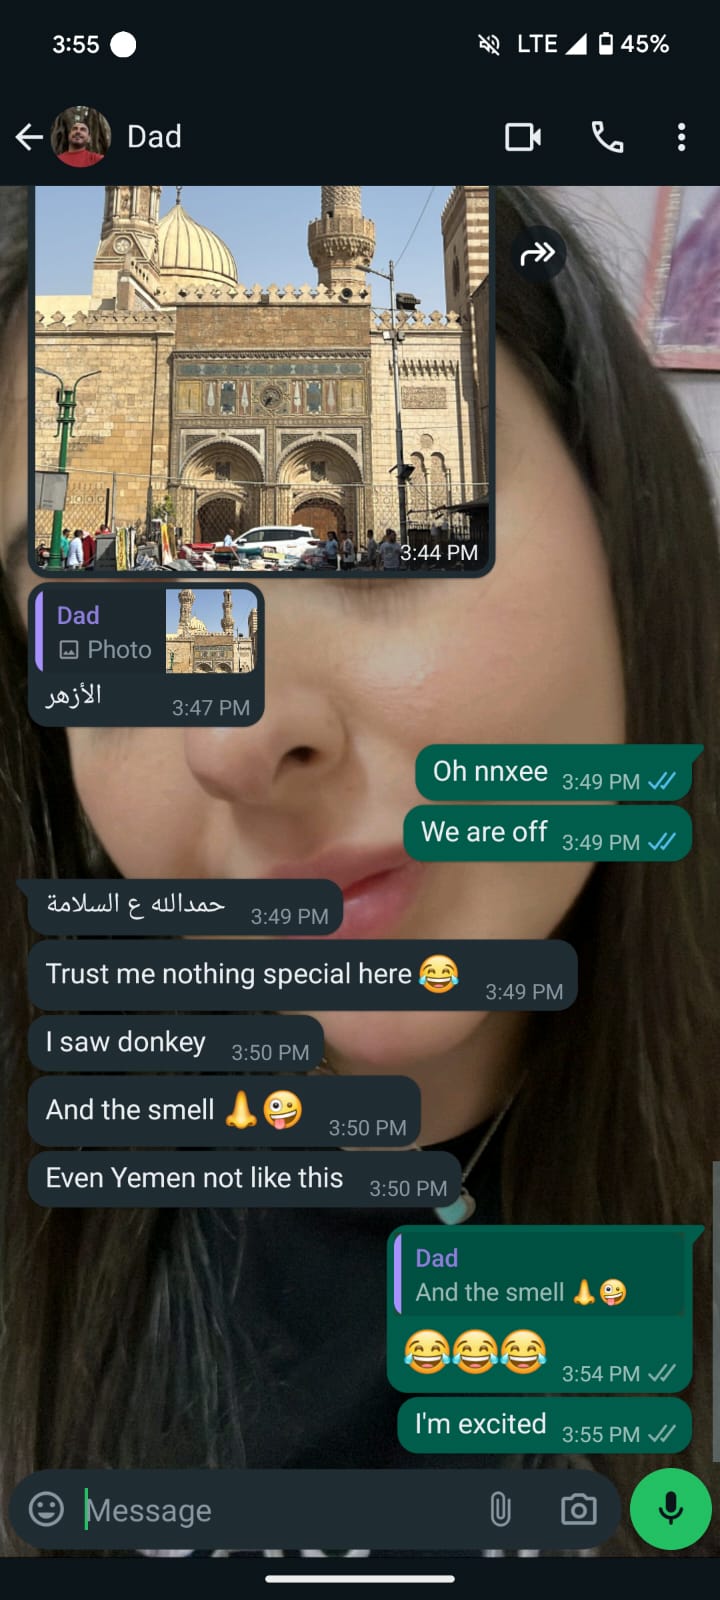 3:55
LTE 45%
Dad
3:44 PM
Dad
Photo
الأزهر
3:47 PM
Oh nnxee 3:49 PM
We are off 3:49 PM
حمدالله ع السلامة
3:49 PM
Trust me nothing special here 😂 3:49 PM
I saw donkey 3:50 PM
And the smell 👃🤪 3:50 PM
Even Yemen not like this 3:50 PM
Dad
And the smell 👃🤪
😂😂😂 3:54 PM
I'm excited 3:55 PM
Message